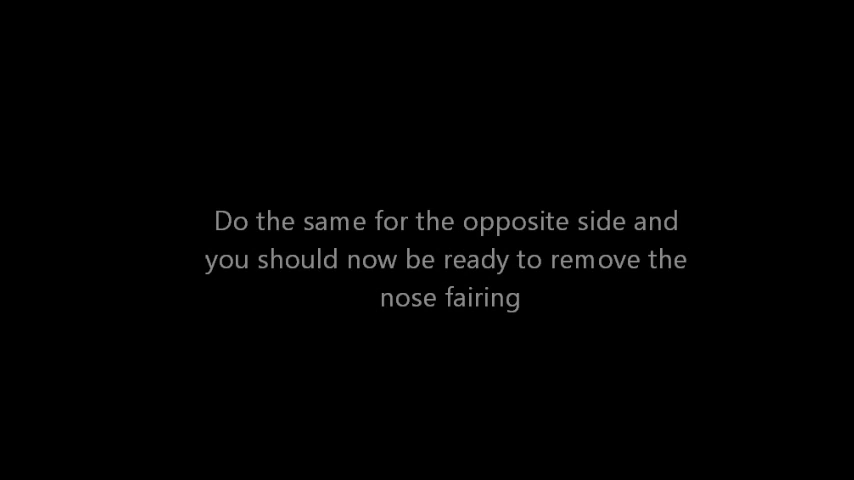 Do the same for the opposite side and
you should now be ready to remove the
nose fairing